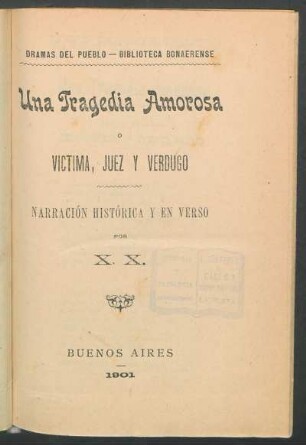 DRAMAS DEL PUEBLO — BIBLIOTECA BONAERENSE
Una Tragedia Amorosa
O
VICTIMA, JUEZ Y VERDUGO
NARRACIÓN HISTÓRICA Y EN VERSO
POR
X. X.
BUENOS AIRES
1901